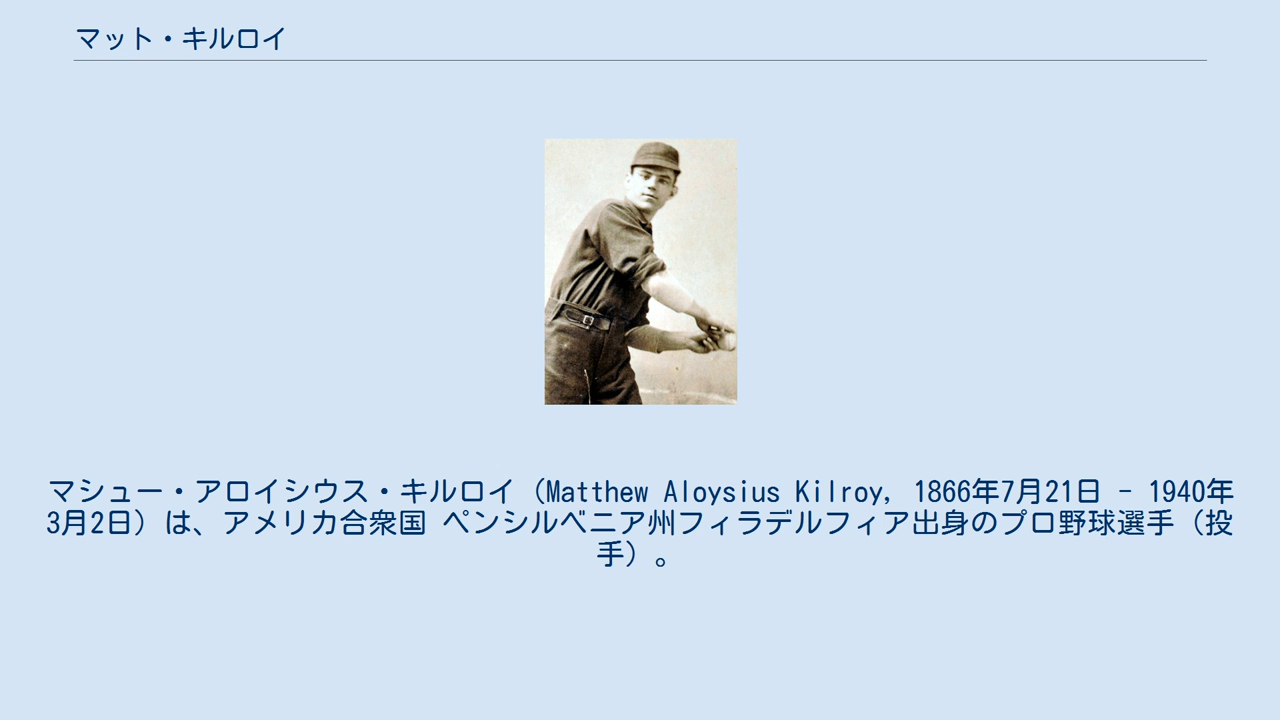 マット・キルロイ
マシュー・アロイシウス・キルロイ（Matthew Aloysius Kilroy, 1866年7月21日 - 1940年
3月2日）は、アメリカ合衆国 ペンシルベニア州フィラデルフィア出身のプロ野球選手（投
手）。